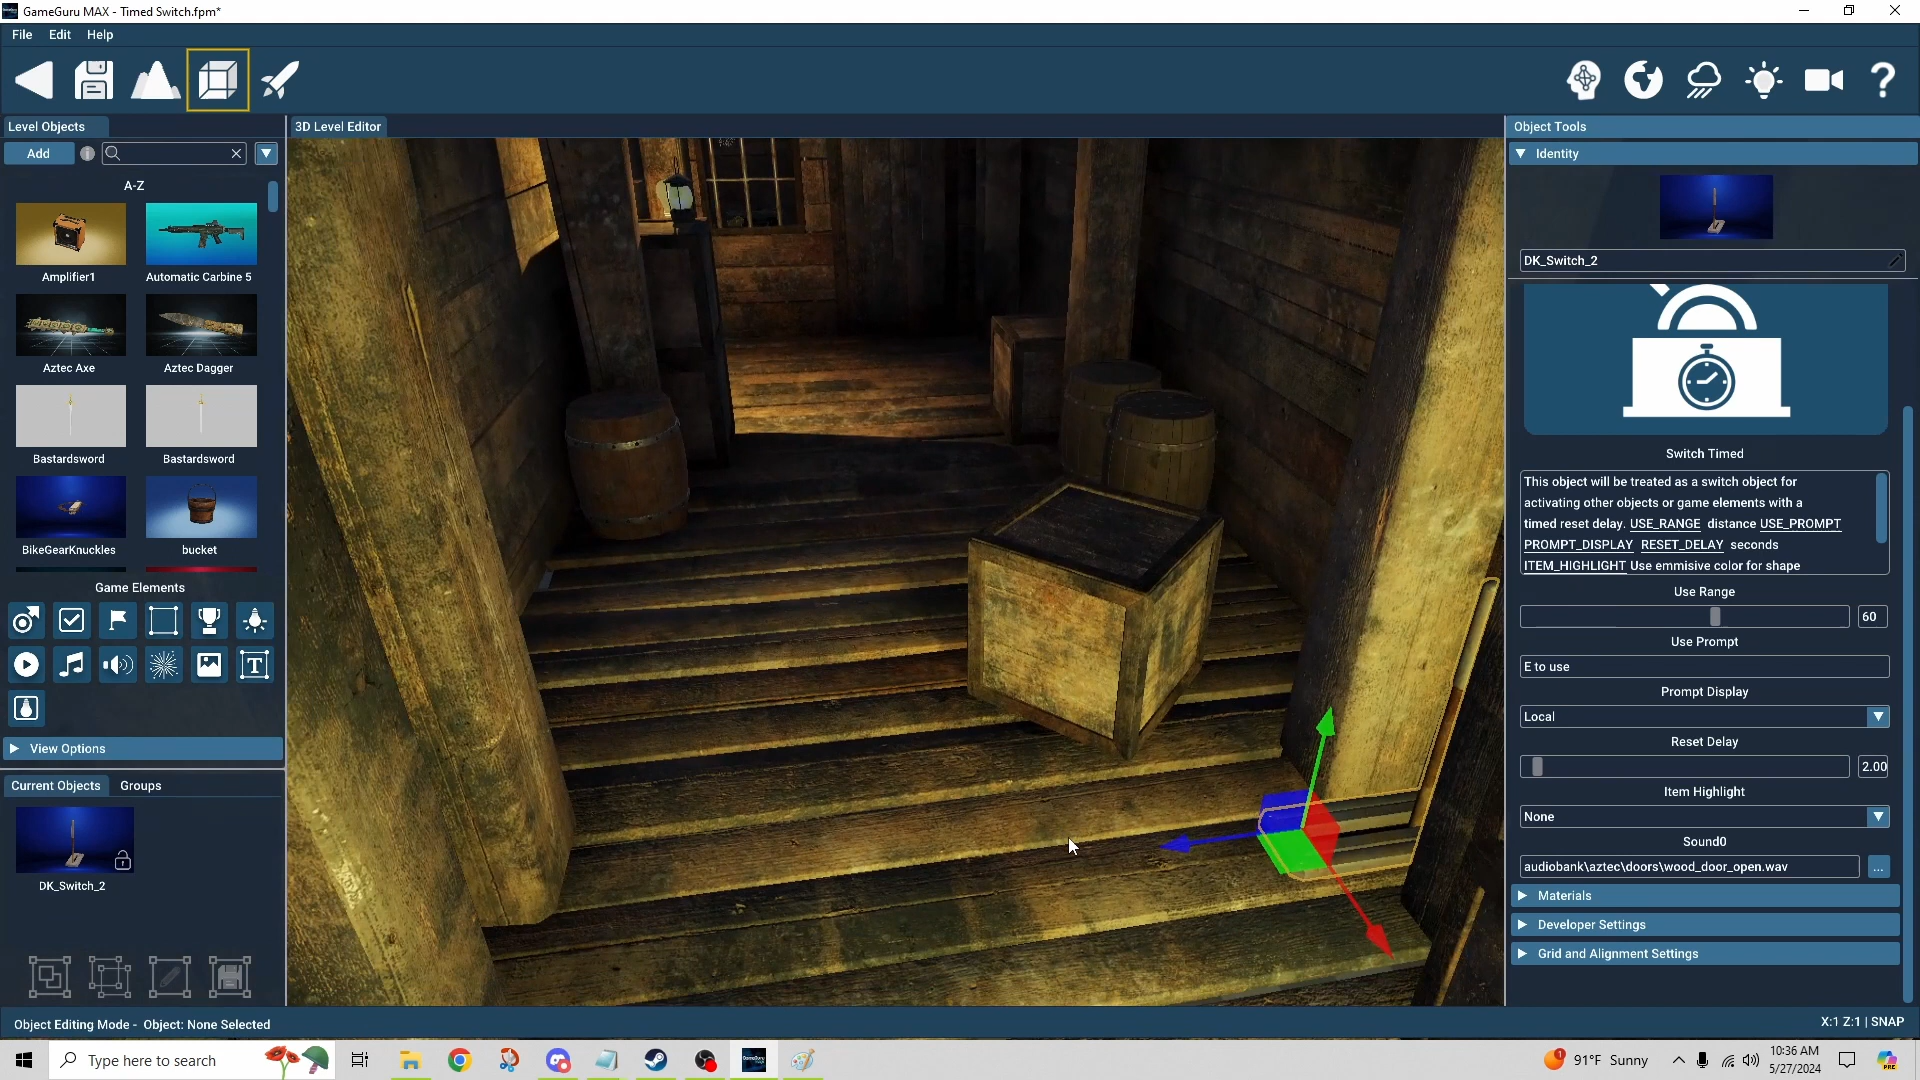 GameGuru MAX - Timed Switch.fpm*
File Edit Help
Level Objects
3D Level Editor
Object Tools
Add
Identity
A-Z
Amplifier1
Automatic Carbine 5
Aztec Axe
Aztec Dagger
Bastardsword
Bastardsword
BikeGearKnuckles
bucket
Game Elements
View Options
Current Objects
Groups
DK_Switch_2
DK_Switch_2
Switch Timed
This object will be treated as a switch object for
activating other objects or game elements with a
timed reset delay. USE_RANGE distance USE_PROMPT
PROMPT_DISPLAY RESET_DELAY seconds
ITEM_HIGHLIGHT Use emmisive color for shape
Use Range
60
Use Prompt
E to use
Prompt Display
Local
Reset Delay
2.00
Item Highlight
None
Sound0
audiobank\aztec\doors\wood_door_open.wav
...
Materials
Developer Settings
Grid and Alignment Settings
Object Editing Mode - Object: None Selected
X:1 Z:1 | SNAP
Type here to search
1
91°F Sunny
10:36 AM
5/27/2024
PRE